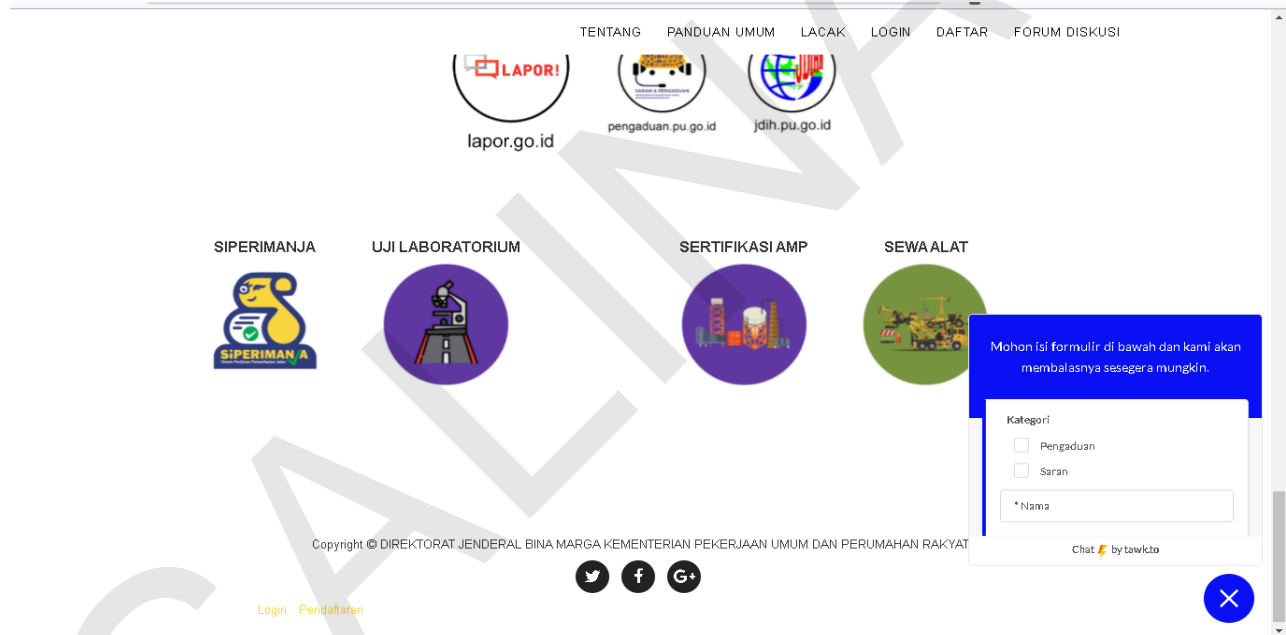 TENTANG PANDUAN UMUM LACAK LOGIN DAFTAR FORUM DISKUSI
LAPOR!
SARAN & PENGADUAN
JDIH
lapor.go.id
pengaduan.pu.go.id
jdih.pu.go.id
SIPERIMANJA
UJI LABORATORIUM
SERTIFIKASI AMP
SEWA ALAT
SiPERIMANJA
Mohon isi formulir di bawah dan kami akan
membalasnya sesegera mungkin.
Kategori
Pengaduan
Saran
* Nama
Chat by tawk.to
Copyright © DIREKTORAT JENDERAL BINA MARGA KEMENTERIAN PEKERJAAN UMUM DAN PERUMAHAN RAKYAT
G+
Login Pendaftaran
SALINA